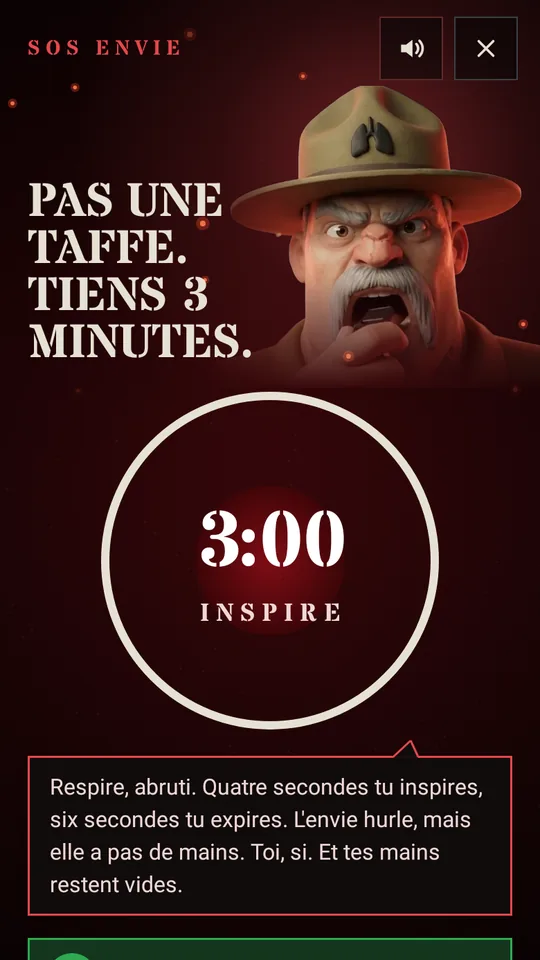 SOS ENVIE
PAS UNE
TAFFE.
TIENS 3
MINUTES.
3:00
INSPIRE
Respire, abruti. Quatre secondes tu inspires,
six secondes tu expires. L'envie hurle, mais
elle a pas de mains. Toi, si. Et tes mains
restent vides.